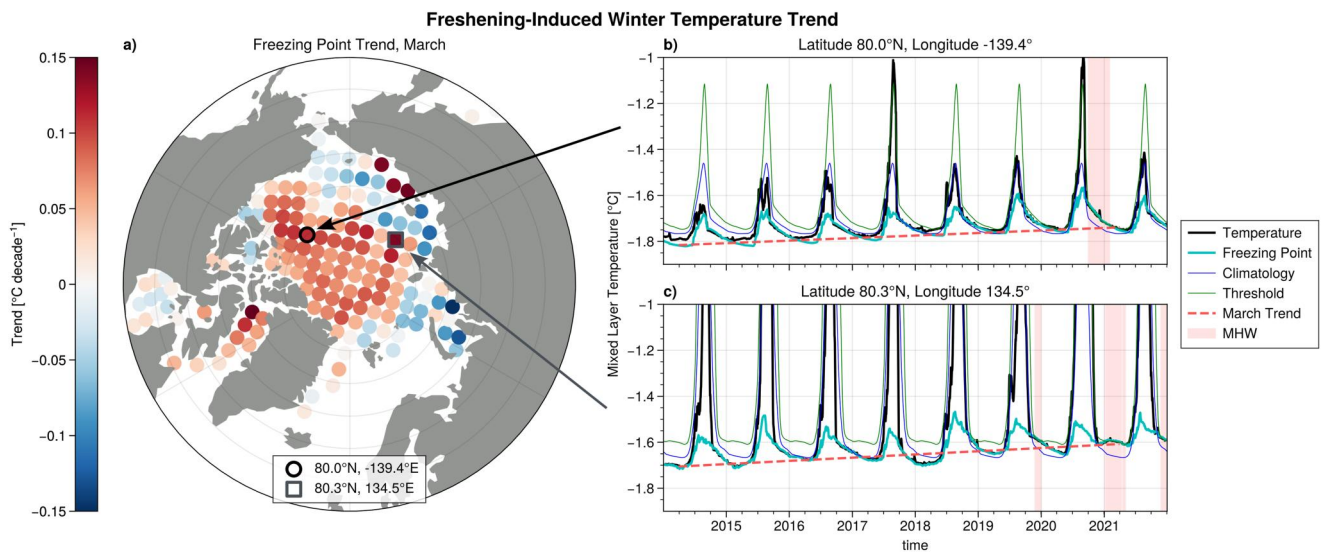 Freshening-Induced Winter Temperature Trend
a)
Freezing Point Trend, March
0.15
0.1
0.05
0
−0.05
−0.1
−0.15
Trend [°C decade⁻¹]
80.0°N, -139.4°E
80.3°N, 134.5°E
b)
Latitude 80.0°N, Longitude -139.4°
−1
−1.2
−1.4
−1.6
−1.8
Mixed Layer Temperature [°C]
c)
Latitude 80.3°N, Longitude 134.5°
−1
−1.2
−1.4
−1.6
−1.8
2015 2016 2017 2018 2019 2020 2021
time
Temperature
Freezing Point
Climatology
Threshold
March Trend
MHW